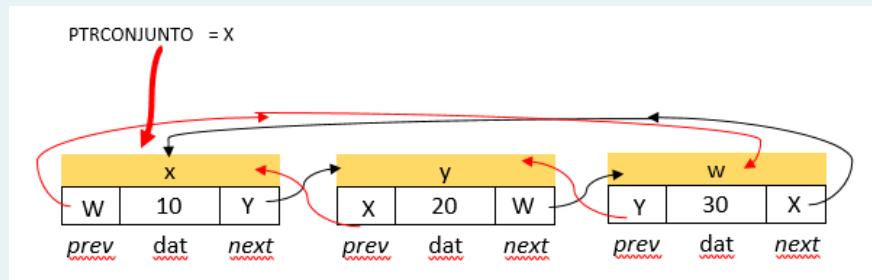 PTRCONJUNTO = X
x y w
W 10 Y X 20 W Y 30 X
prev dat next prev dat next prev dat next